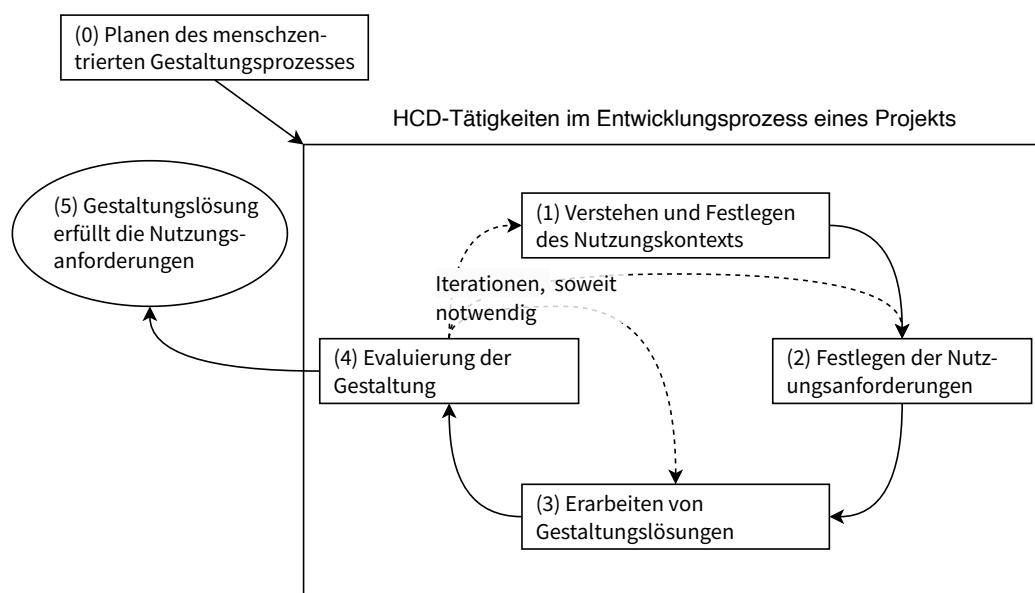 (0) Planen des menschzen-
trierten Gestaltungsprozesses
HCD-Tätigkeiten im Entwicklungsprozess eines Projekts
(5) Gestaltungslösung
erfüllt die Nutzungs-
anforderungen
(1) Verstehen und Festlegen
des Nutzungskontexts
Iterationen, soweit
notwendig
(4) Evaluierung der
Gestaltung
(2) Festlegen der Nutz-
ungsanforderungen
(3) Erarbeiten von
Gestaltungslösungen